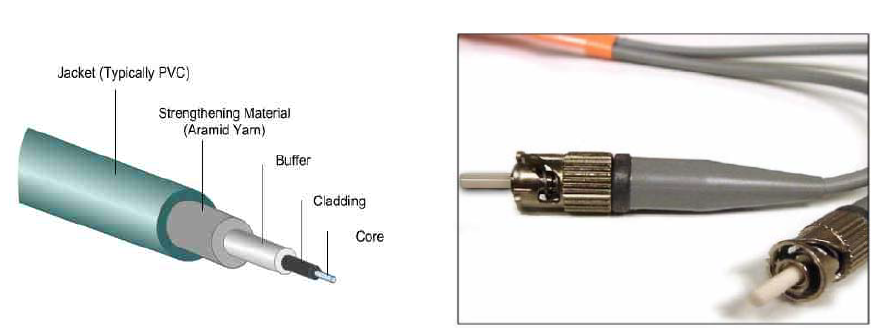 Jacket (Typically PVC)
Strengthening Material
(Aramid Yarn)
Buffer
Cladding
Core